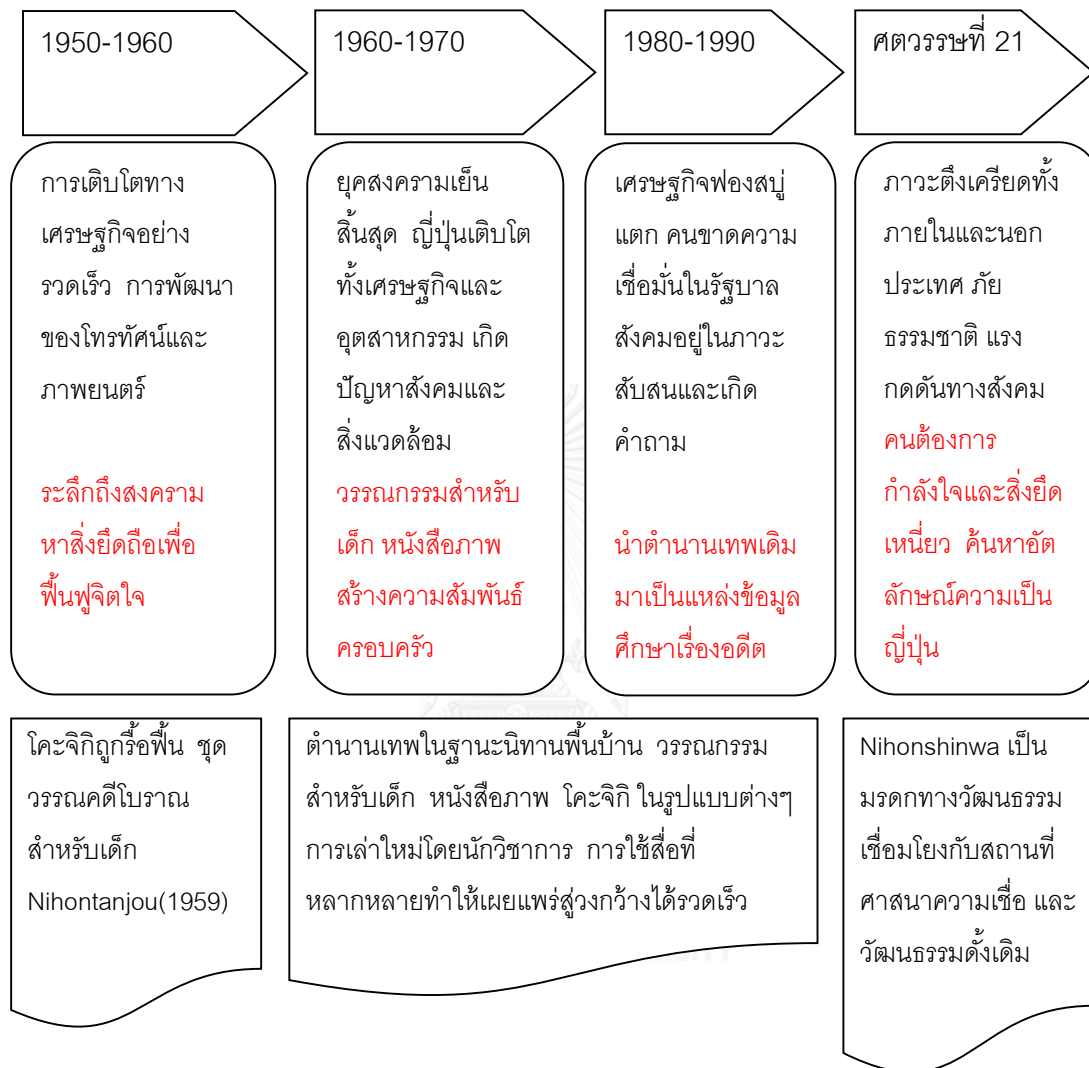 1950-1960
1960-1970
1980-1990
ศตวรรษที่ 21
การเติบโตทาง
เศรษฐกิจอย่าง
รวดเร็ว การพัฒนา
ของโทรทัศน์และ
ภาพยนตร์
ระลึกถึงสงคราม
หาสิ่งยึดถือเพื่อ
ฟื้นฟูจิตใจ
ยุคสงครามเย็น
สิ้นสุด ญี่ปุ่นเติบโต
ทั้งเศรษฐกิจและ
อุตสาหกรรม เกิด
ปัญหาสังคมและ
สิ่งแวดล้อม
วรรณกรรมสำหรับ
เด็ก หนังสือภาพ
สร้างความสัมพันธ์
ครอบครัว
เศรษฐกิจฟองสบู่
แตก คนขาดความ
เชื่อมั่นในรัฐบาล
สังคมอยู่ในภาวะ
สับสนและเกิด
คำถาม
นำตำนานเทพเดิม
มาเป็นแหล่งข้อมูล
ศึกษาเรื่องอดีต
ภาวะตึงเครียดทั้ง
ภายในและนอก
ประเทศ ภัย
ธรรมชาติ แรง
กดดันทางสังคม
คนต้องการ
กำลังใจและสิ่งยึด
เหนี่ยว ค้นหาอัต
ลักษณ์ความเป็น
ญี่ปุ่น
โคะจิกิถูกรื้อฟื้น ชุด
วรรณคดีโบราณ
สำหรับเด็ก
Nihontanjou(1959)
ตำนานเทพในฐานะนิทานพื้นบ้าน วรรณกรรม
สำหรับเด็ก หนังสือภาพ โคะจิกิ ในรูปแบบต่างๆ
การเล่าใหม่โดยนักวิชาการ การใช้สื่อที่
หลากหลายทำให้เผยแพร่สู่วงกว้างได้รวดเร็ว
Nihonshinwa เป็น
มรดกทางวัฒนธรรม
เชื่อมโยงกับสถานที่
ศาสนาความเชื่อ และ
วัฒนธรรมดั้งเดิม